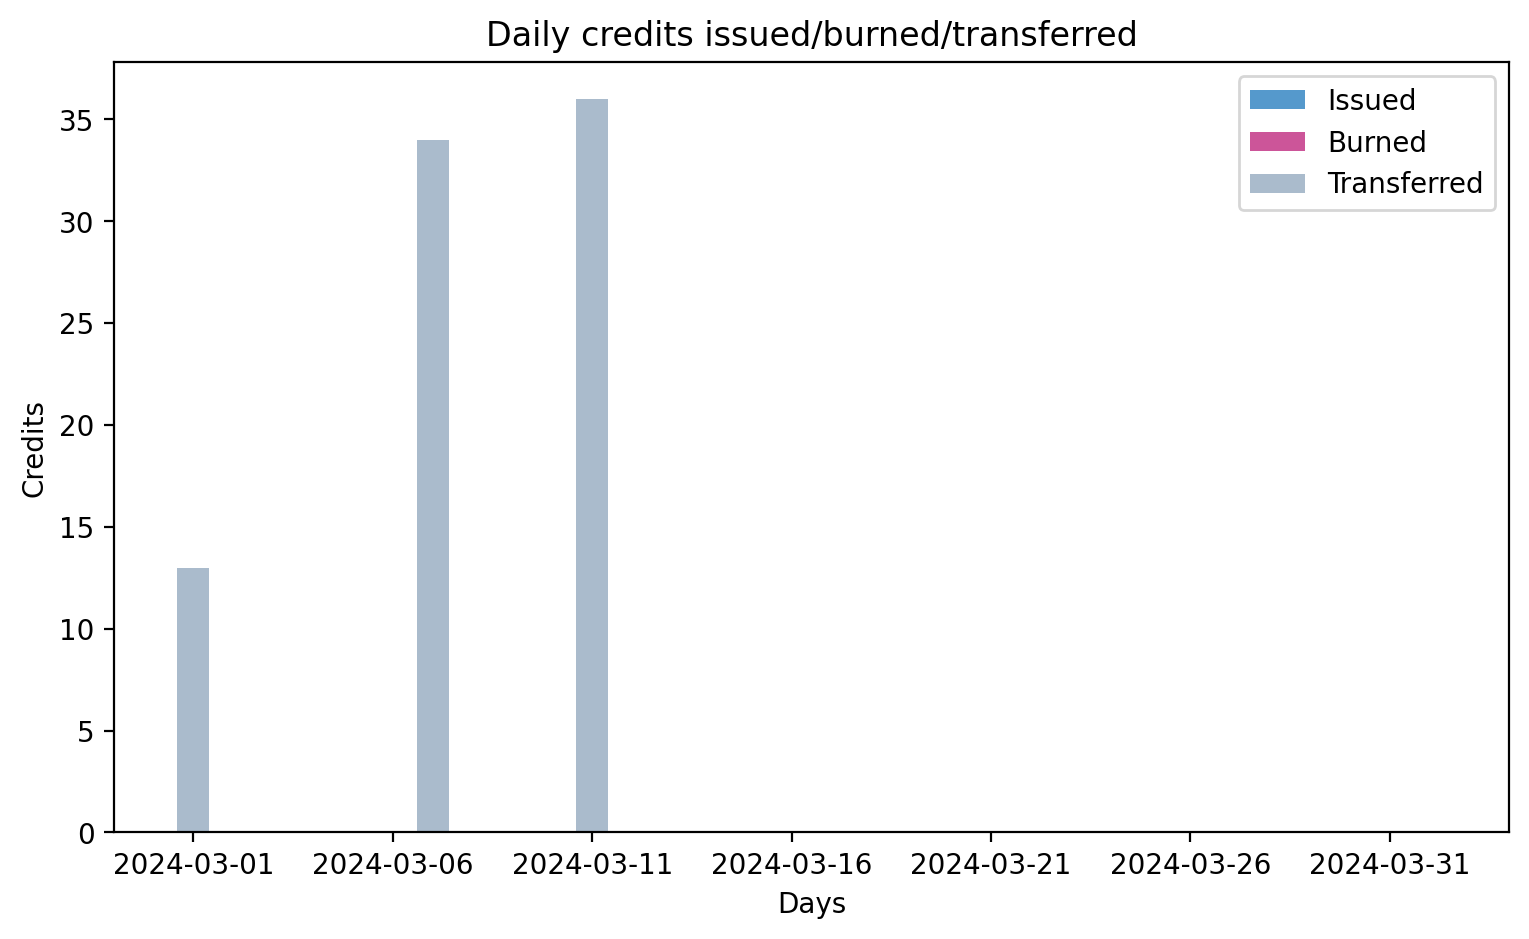 Daily credits issued/burned/transferred
Issued
Burned
Transferred
35
30
25
20
15
10
5
0
Credits
2024-03-01 2024-03-06 2024-03-11 2024-03-16 2024-03-21 2024-03-26 2024-03-31
Days